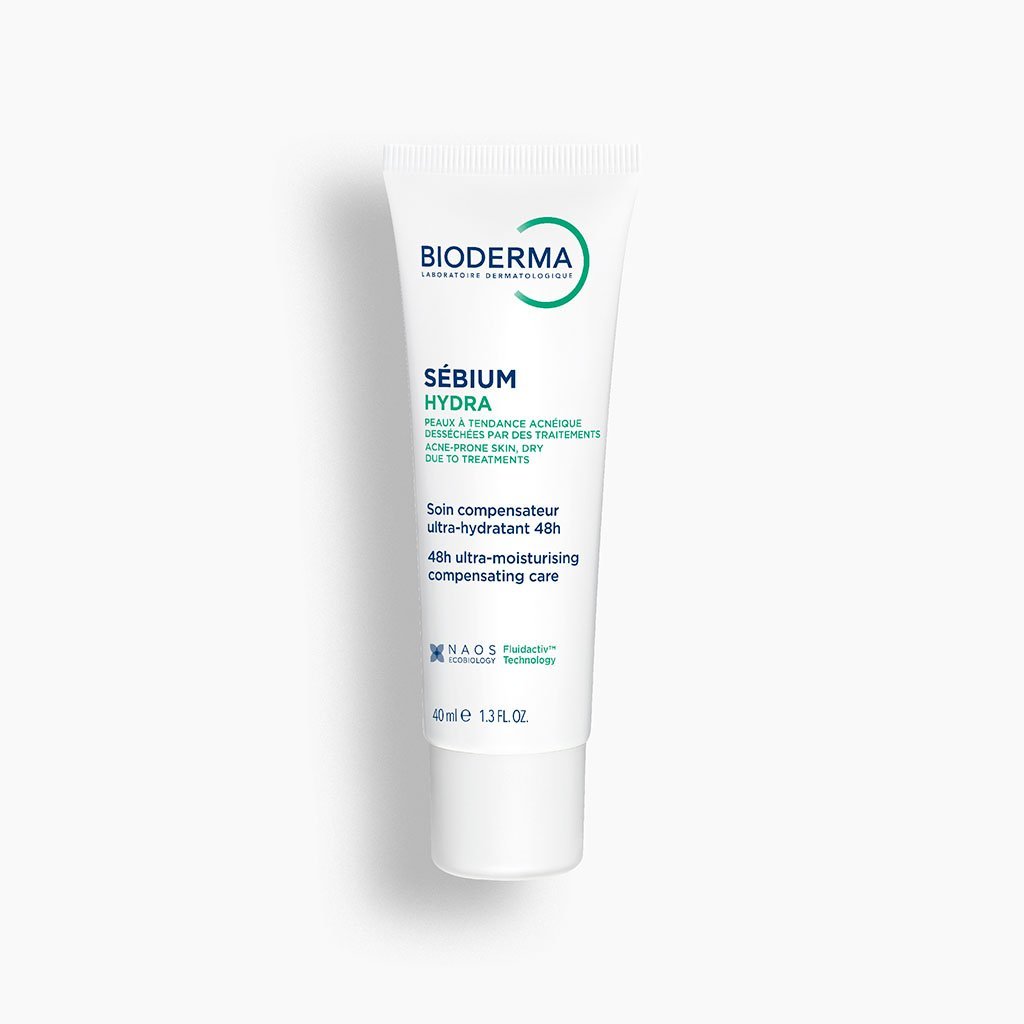 BIODERMA
LABORATOIRE DERMATOLOGIQUE
SÉBIUM
HYDRA
PEAUX À TENDANCE ACNÉIQUE
DESSÉCHÉES PAR DES TRAITEMENTS
ACNE-PRONE SKIN, DRY
DUE TO TREATMENTS
Soin compensateur
ultra-hydratant 48h
48h ultra-moisturising
compensating care
NAOS
ECOBIOLOGY
Fluidactiv™
Technology
40 ml ℮ 1.3 FL. OZ.